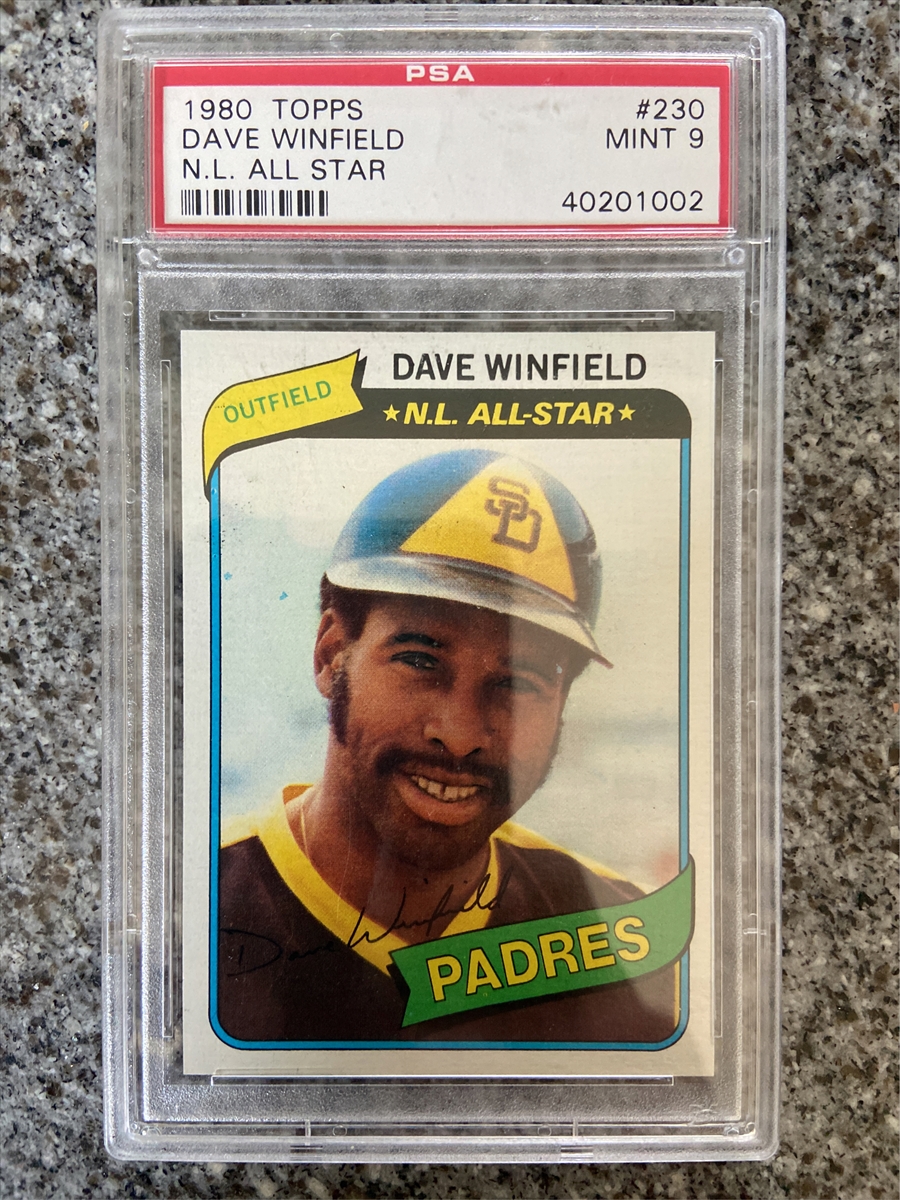 PSA
1980 TOPPS #230
DAVE WINFIELD MINT 9
N.L. ALL STAR
40201002
DAVE WINFIELD
OUTFIELD
★N.L. ALL-STAR★
SD
Dave Winfield
PADRES